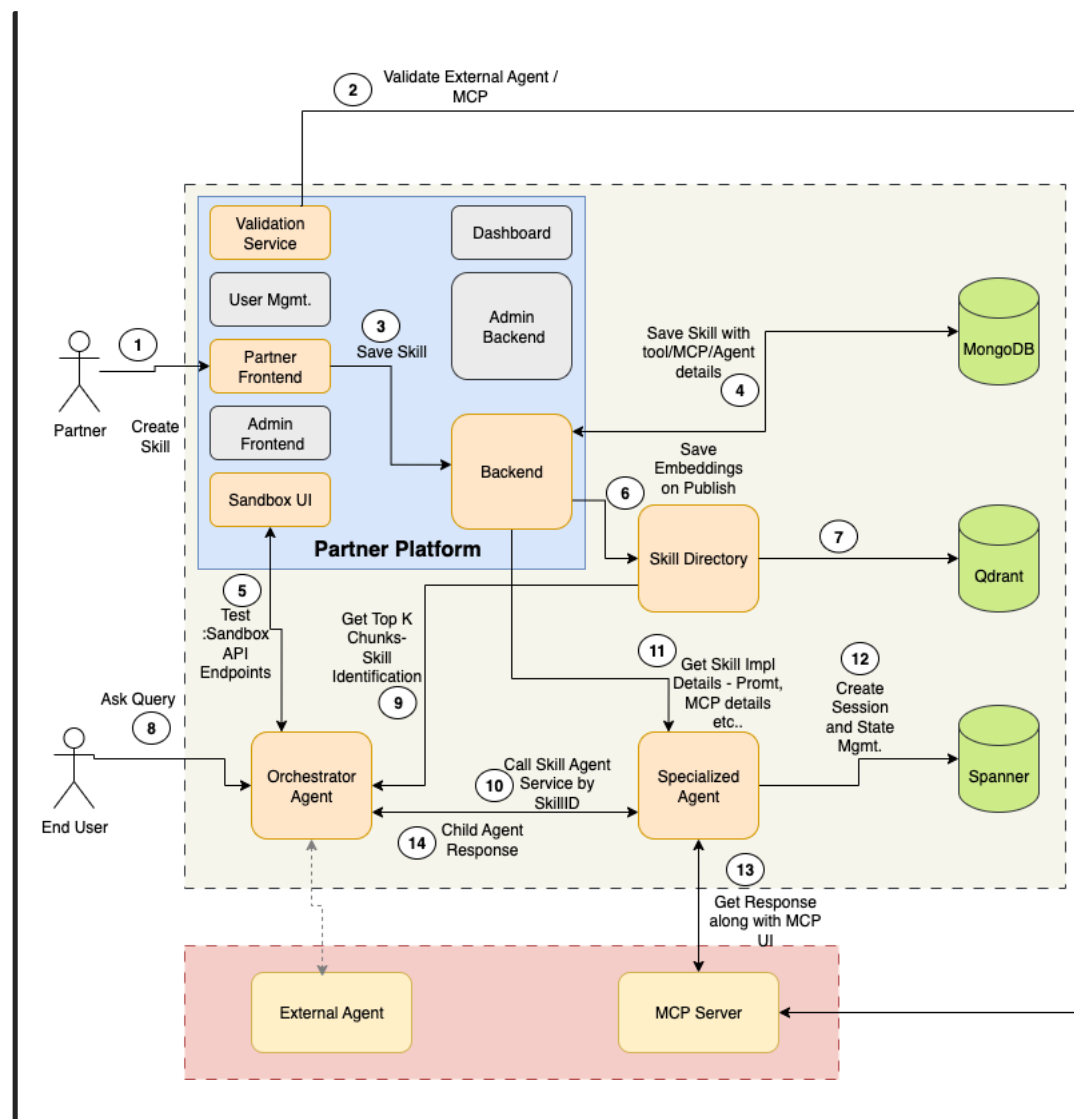 2
Validate External Agent /
MCP
Validation
Service
Dashboard
User Mgmt.
Admin
Backend
3
Save Skill
1
Partner
Frontend
Partner
Create
Skill
Admin
Frontend
Save Skill with
tool/MCP/Agent
details
4
MongoDB
Sandbox UI
Backend
Save
Embeddings
on Publish
6
Partner Platform
Skill Directory
7
Qdrant
5
Test
:Sandbox
API
Endpoints
Get Top K
Chunks-
Skill
Identification
9
11
Get Skill Impl
Details - Promt,
MCP details
etc..
12
Create
Session
and State
Mgmt.
Ask Query
8
End User
Orchestrator
Agent
10
Call Skill Agent
Service by
SkillID
Specialized
Agent
Spanner
14
Child Agent
Response
13
Get Response
along with MCP
UI
External Agent
MCP Server